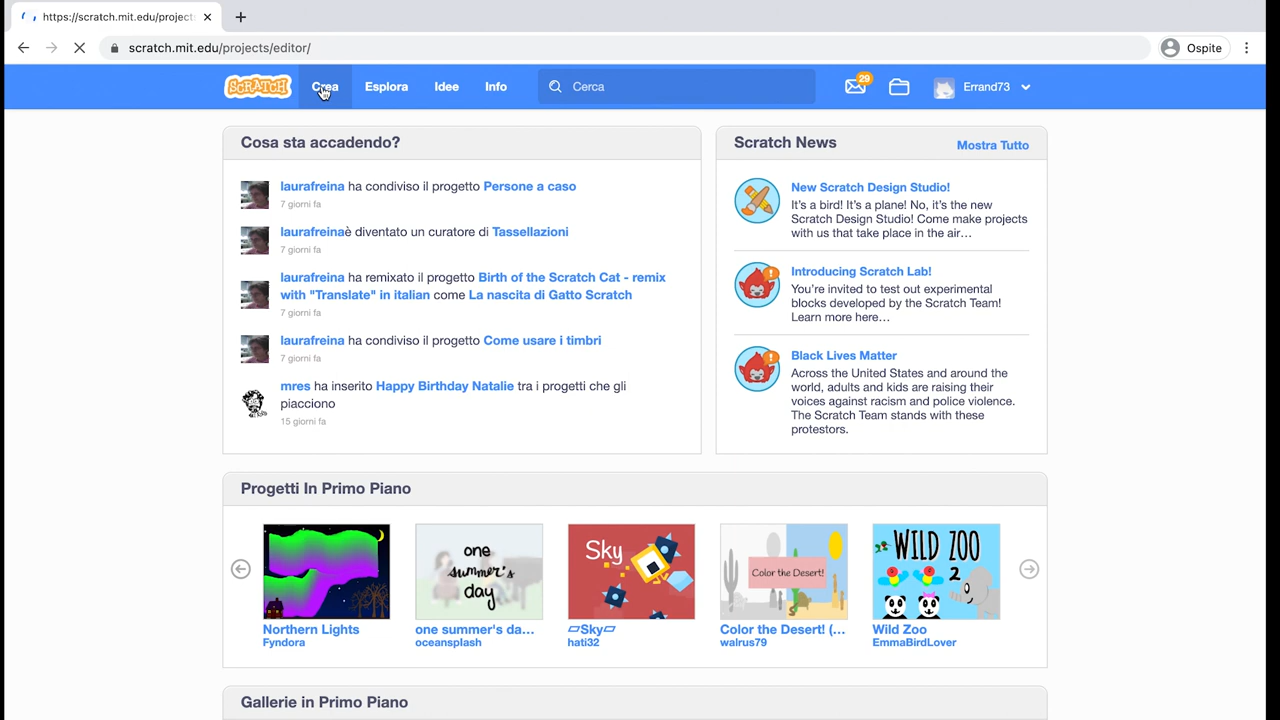 https://scratch.mit.edu/project
scratch.mit.edu/projects/editor/
Ospite
SCRATCH
Crea
Esplora
Idee
Info
Cerca
29
Errand73
Cosa sta accadendo?
laurafreina ha condiviso il progetto Persone a caso
7 giorni fa
laurafreinaè diventato un curatore di Tassellazioni
7 giorni fa
laurafreina ha remixato il progetto Birth of the Scratch Cat - remix
with "Translate" in italian come La nascita di Gatto Scratch
7 giorni fa
laurafreina ha condiviso il progetto Come usare i timbri
7 giorni fa
mres ha inserito Happy Birthday Natalie tra i progetti che gli
piacciono
15 giorni fa
Scratch News
Mostra Tutto
New Scratch Design Studio!
It's a bird! It's a plane! No, it's the new
Scratch Design Studio! Come make projects
with us that take place in the air…
Introducing Scratch Lab!
You're invited to test out experimental
blocks developed by the Scratch Team!
Learn more here…
Black Lives Matter
Across the United States and around the
world, adults and kids are raising their
voices against racism and police violence.
The Scratch Team stands with these
protestors.
Progetti In Primo Piano
one
summer's
day
Sky
Color the Desert!
WILD ZOO
2
Northern Lights
Fyndora
one summer's da...
oceansplash
▱Sky▱
hati32
Color the Desert! (...
walrus79
Wild Zoo
EmmaBirdLover
Gallerie in Primo Piano